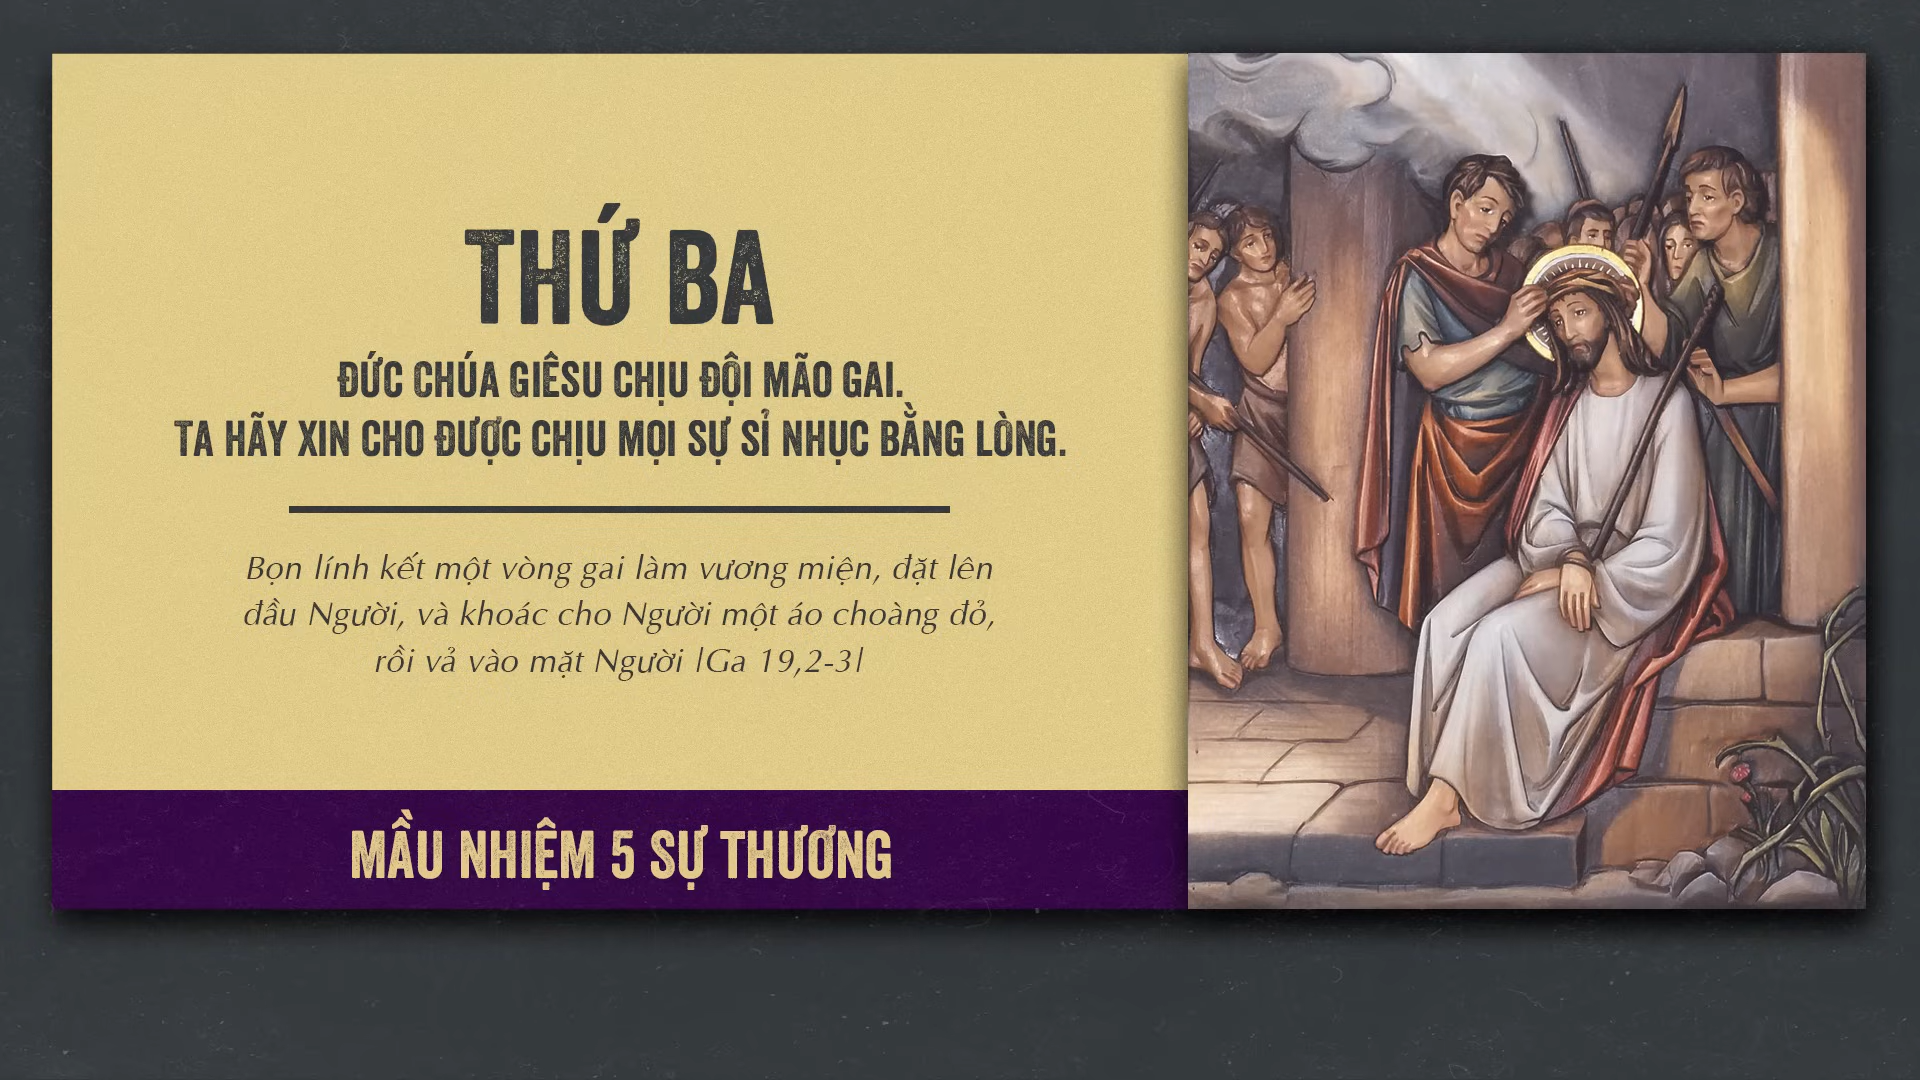 THỨ BA
ĐỨC CHÚA GIÊSU CHỊU ĐỘI MÃO GAI.
TA HÃY XIN CHO ĐƯỢC CHỊU MỌI SỰ SỈ NHỤC BẰNG LÒNG.
Bọn lính kết một vòng gai làm vương miện, đặt lên
đầu Người, và khoác cho Người một áo choàng đỏ,
rồi vả vào mặt Người |Ga 19,2-3|
MẦU NHIỆM 5 SỰ THƯƠNG